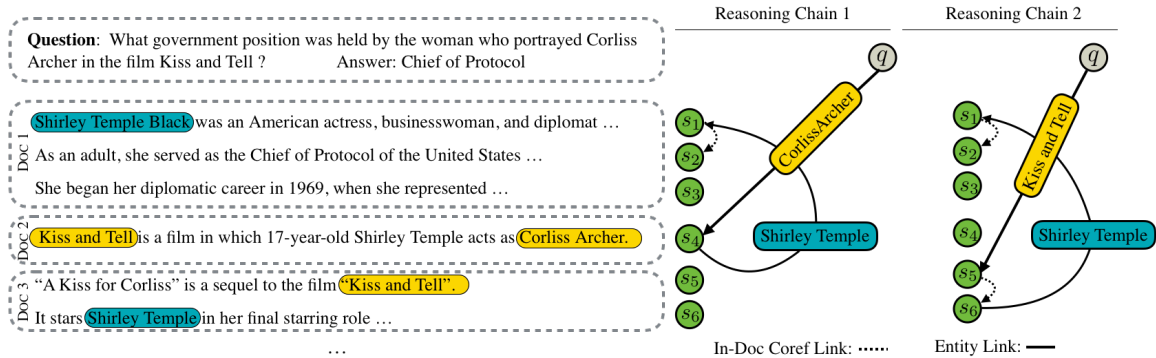 Question: What government position was held by the woman who portrayed Corliss
Archer in the film Kiss and Tell ? Answer: Chief of Protocol
Doc 1
Shirley Temple Black was an American actress, businesswoman, and diplomat …
As an adult, she served as the Chief of Protocol of the United States …
She began her diplomatic career in 1969, when she represented …
Doc 2
Kiss and Tell is a film in which 17-year-old Shirley Temple acts as Corliss Archer.
Doc 3
“A Kiss for Corliss” is a sequel to the film “Kiss and Tell”.
It stars Shirley Temple in her final starring role …
…
Reasoning Chain 1
q
CorlissArcher
s1
s2
s3
s4
s5
s6
Shirley Temple
Reasoning Chain 2
q
Kiss and Tell
s1
s2
s3
s4
s5
s6
Shirley Temple
In-Doc Coref Link:
Entity Link: